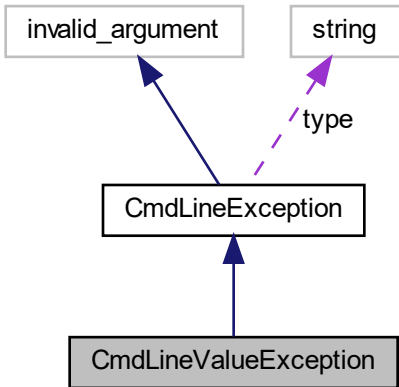 invalid_argument
string
type
CmdLineException
CmdLineValueException